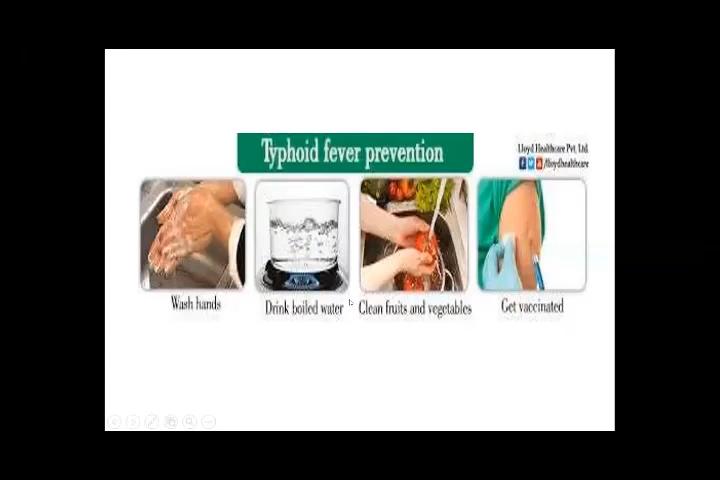 Typhoid fever prevention
Lloyd Healthcare Pvt. Ltd.
/lloydhealthcare
Wash hands
Drink boiled water
Clean fruits and vegetables
Get vaccinated